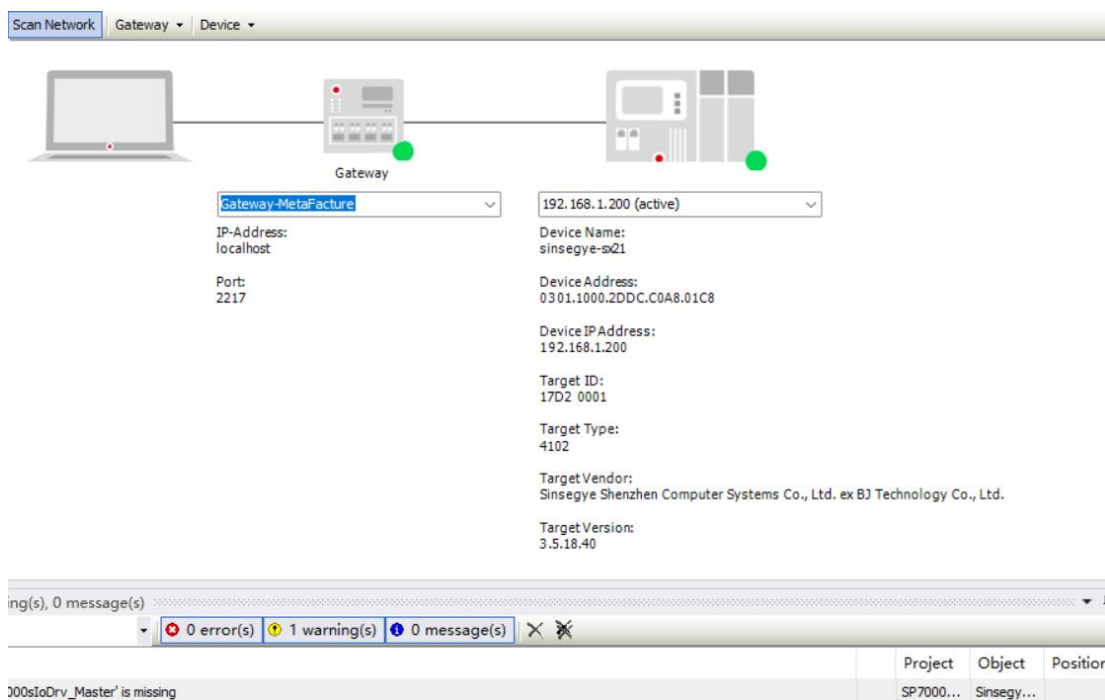 Scan Network Gateway Device
Gateway
Gateway-MetaFacture
192.168.1.200 (active)
IP-Address:
localhost
Port:
2217
Device Name:
sinsegye-sx21
Device Address:
0301.1000.2DDC.C0A8.01C8
Device IP Address:
192.168.1.200
Target ID:
17D2 0001
Target Type:
4102
Target Vendor:
Sinsegye Shenzhen Computer Systems Co., Ltd. ex BJ Technology Co., Ltd.
Target Version:
3.5.18.40
ing(s), 0 message(s)
0 error(s) 1 warning(s) 0 message(s)
Project Object Position
000sIoDrv_Master' is missing SP7000... Sinsegy...